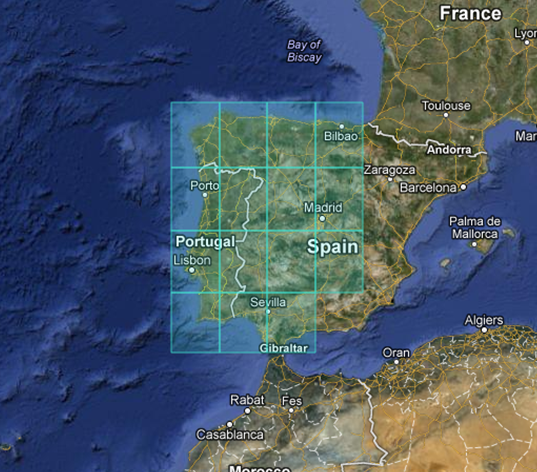 France
Lyon
Bay of
Biscay
Toulouse
Bilbao
Andorra
Mar
Zaragoza
Porto
Barcelona
Madrid
Palma de
Mallorca
Portugal
Spain
Lisbon
Sevilla
Algiers
Gibraltar
Oran
Rabat
Fes
Casablanca
Morocco